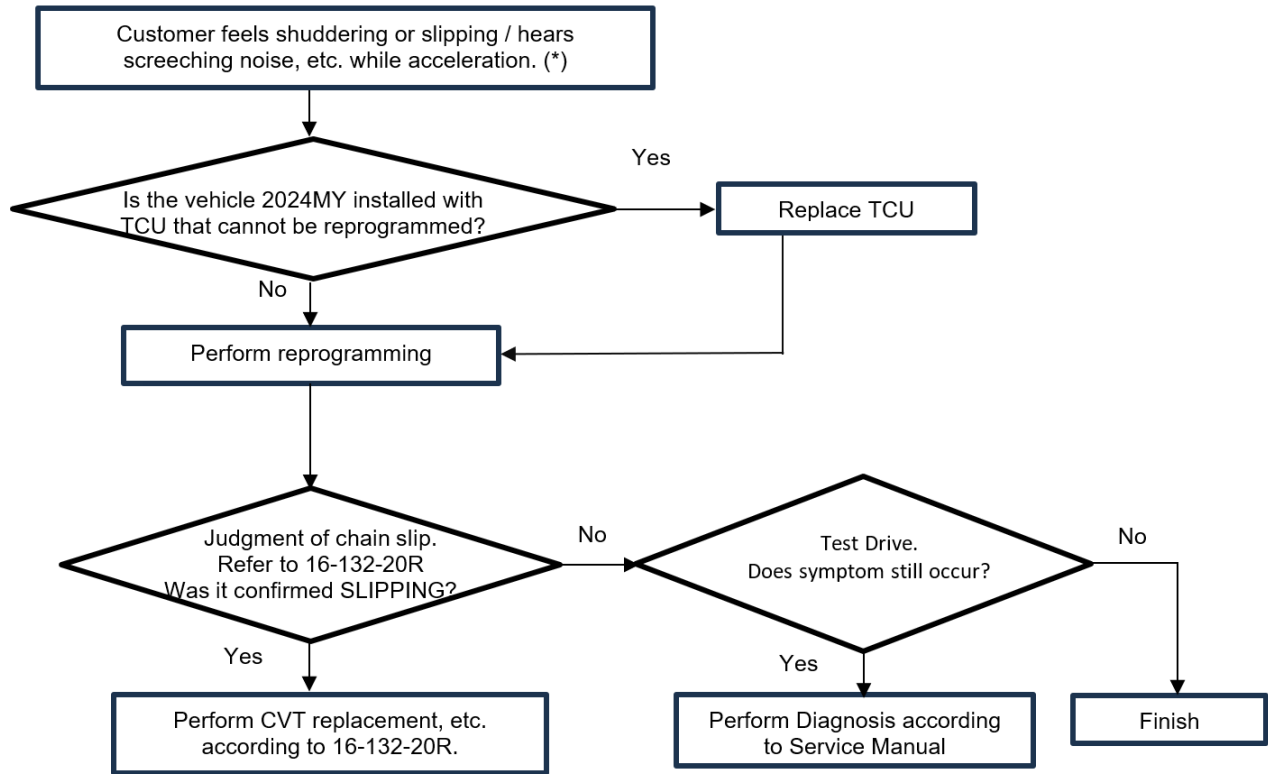 Customer feels shuddering or slipping / hears
screeching noise, etc. while acceleration. (*)
Yes
Is the vehicle 2024MY installed with
TCU that cannot be reprogrammed?
Replace TCU
No
Perform reprogramming
Judgment of chain slip.
Refer to 16-132-20R
Was it confirmed SLIPPING?
No
Test Drive.
Does symptom still occur?
No
Yes
Yes
Perform CVT replacement, etc.
according to 16-132-20R.
Perform Diagnosis according
to Service Manual
Finish